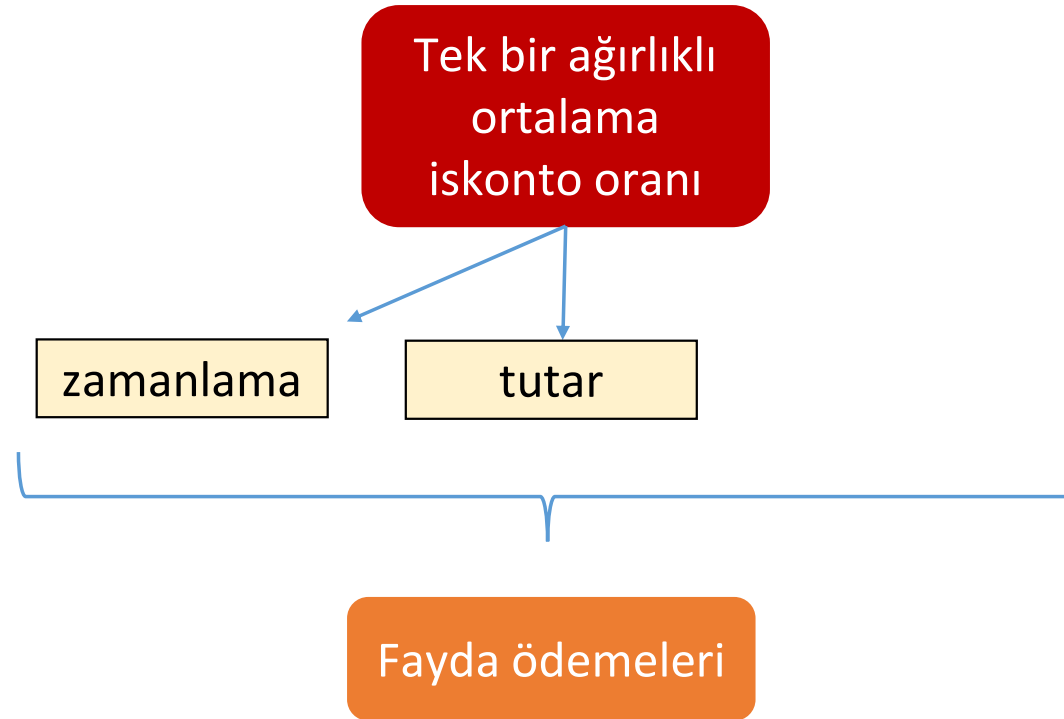 Tek bir ağırlıklı
ortalama
iskonto oranı
zamanlama
tutar
Fayda ödemeleri